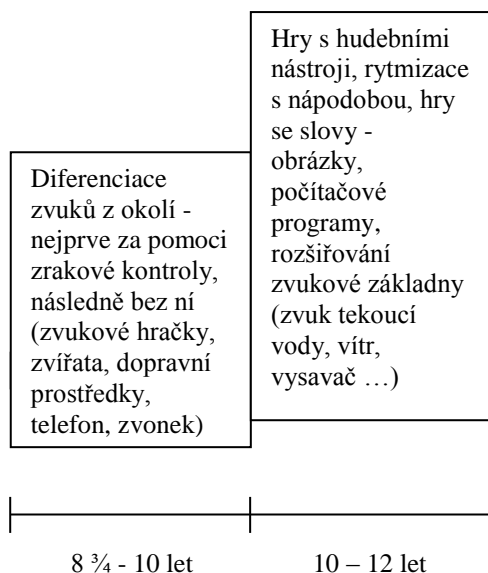 Hry s hudebními
nástroji, rytmizace
s nápodobou, hry
se slovy -
obrázky,
počítačové
programy,
rozšiřování
zvukové základny
(zvuk tekoucí
vody, vítr,
vysavač …)
Diferenciace
zvuků z okolí -
nejprve za pomoci
zrakové kontroly,
následně bez ní
(zvukové hračky,
zvířata, dopravní
prostředky,
telefon, zvonek)
8 ¾ - 10 let
10 – 12 let